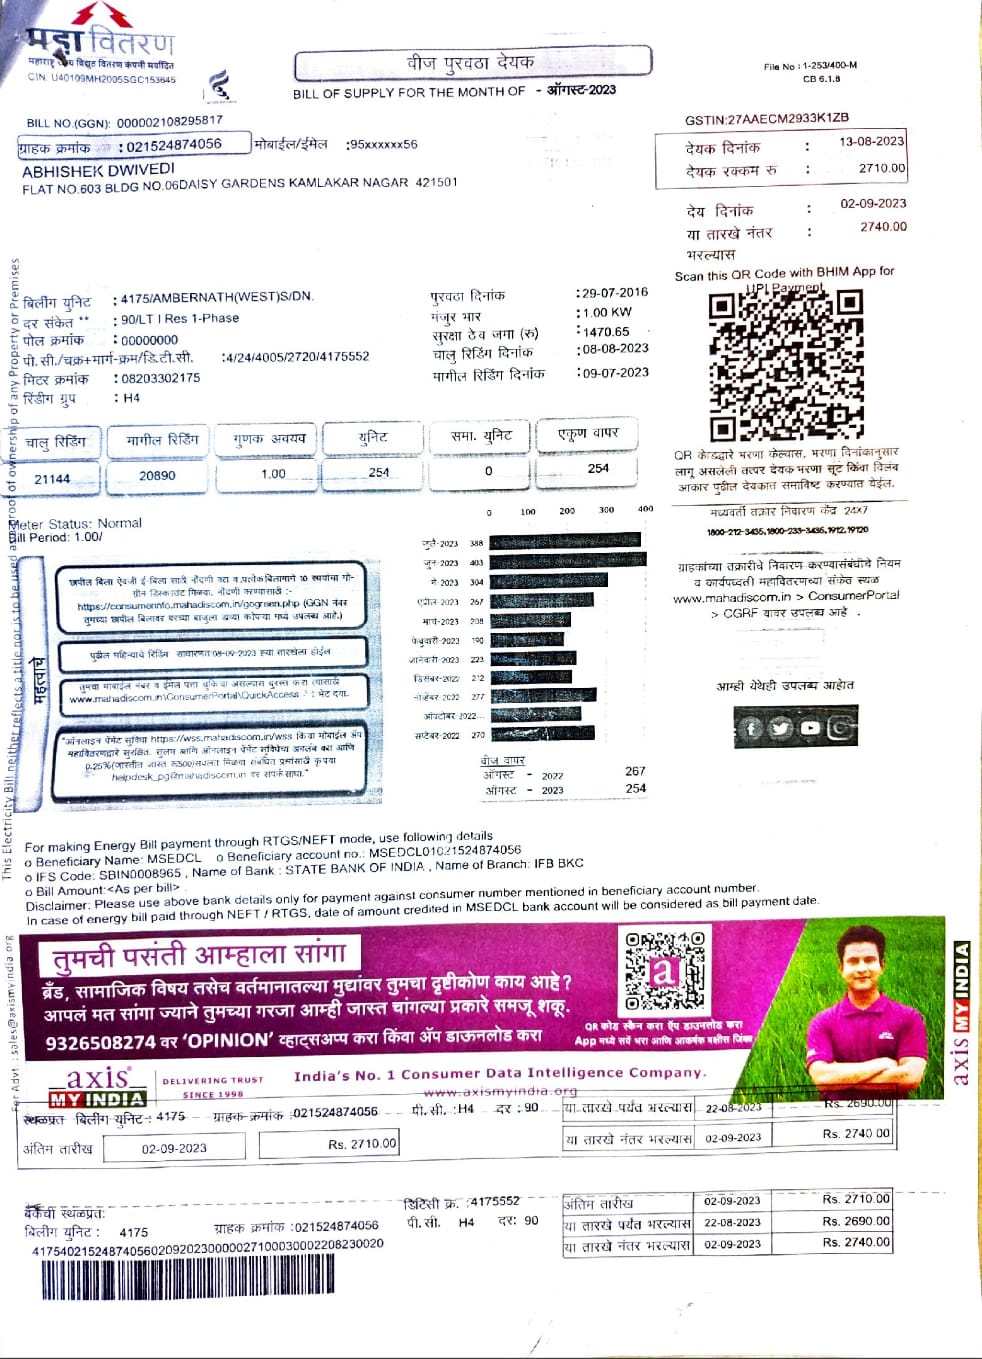 महावितरण
महाराष्ट्र राज्य विद्युत वितरण कंपनी मर्यादित
CIN U40109MH2005SGC153645
वीज पुरवठा देयक
BILL OF SUPPLY FOR THE MONTH OF - ऑगस्ट-2023
File No : 1-253/400-M
CB 6.1.8
BILL NO.(GGN): 000002108295817
GSTIN:27AAECM2933K1ZB
ग्राहक क्रमांक :021524874056 मोबाईल/ईमेल :95xxxxxx56
ABHISHEK DWIVEDI
FLAT NO.603 BLDG NO.06DAISY GARDENS KAMLAKAR NAGAR 421501
देयक दिनांक : 13-08-2023
देयक रक्कम रु : 2710.00
देय दिनांक : 02-09-2023
या तारखे नंतर : 2740.00
भरल्यास
Scan this QR Code with BHIM App for
UPI Payment
बिलींग युनिट :4175/AMBERNATH(WEST)S/DN.
दर संकेत ** :90/LT I Res 1-Phase
पोल क्रमांक :00000000
पी.सी./चक्र+मार्ग-क्रम/डि.टी.सी. :4/24/4005/2720/4175552
मिटर क्रमांक :08203302175
रिडींग ग्रुप : H4
पुरवठा दिनांक :29-07-2016
मंजुर भार :1.00 KW
सुरक्षा ठेव जमा (रु) :1470.65
चालु रिडिंग दिनांक :08-08-2023
मागील रिडिंग दिनांक :09-07-2023
चालु रिडिंग मागील रिडिंग गुणक अवयव युनिट समा. युनिट एकूण वापर
21144 20890 1.00 254 0 254
QR कोडद्वारे भरणा केल्यास, भरणा दिनांकानुसार
लागू असलेली तत्पर देयक भरणा सूट किंवा विलंब
आकार पुढील देयकात समाविष्ट करण्यात येईल.
मध्यवर्ती तक्रार निवारण केंद्र 24X7
1800-212-3435,1800-233-3435,1912,19120
ग्राहकांच्या तक्रारीचे निवारण करण्यासंबंधीचे नियम
व कार्यपध्दती महावितरणच्या संकेत स्थळ
www.mahadiscom.in > ConsumerPortal
> CGRF यावर उपलब्ध आहे .
आम्ही येथेही उपलब्ध आहोत
Meter Status: Normal
Bill Period: 1.00/
महत्वाचे
छापील बिला ऐवजी ई-बिला साठी नोंदणी करा व प्रत्येक बिलामागे 10 रुपयांचा गो-
ग्रीन डिस्काउंट मिळवा. नोंदणी करण्यासाठी :-
https://consumerinfo.mahadiscom.in/gogreen.php (GGN नंबर
तुमच्या छापील बिलावर वरच्या बाजूला डाव्या कोपऱ्या मध्ये उपलब्ध आहे.)
पुढील महिन्याचे रिडिंग साधारणत:08-09-2023 ह्या तारखेला होईल
तुमचा मोबाईल नंबर व ईमेल पत्ता चुकिचा असल्यास दुरुस्त करा त्यासाठी
www.mahadiscom.in\ConsumerPortal\QuickAccess येथे भेट द्या.
"ऑनलाइन पेमेंट सुविधा https://wss.mahadiscom.in/wss किंवा मोबाईल ॲप
महावितरणद्वारे सुरक्षित, सुलभ आणि ऑनलाइन पेमेंट सुविधेचा अवलंब करा आणि
0.25%(जास्तीत जास्त रु500)सवलत मिळवा संबंधित प्रश्नांसाठी कृपया
helpdesk_pg@mahadiscom.in वर संपर्क साधा."
0 100 200 300 400
जुलै-2023 388
जून-2023 403
मे-2023 304
एप्रील-2023 267
मार्च-2023 208
फेब्रुवारी-2023 190
जानेवारी-2023 223
डिसेंबर-2022 212
नोव्हेंबर-2022 277
ऑक्टोबर-2022
सप्टेंबर-2022 270
वीज वापर
ऑगस्ट - 2022 267
ऑगस्ट - 2023 254
This Electricity Bill neither reflects a title nor is to be used as a proof of ownership of any Property or Premises
For making Energy Bill payment through RTGS/NEFT mode, use following details
o Beneficiary Name: MSEDCL o Beneficiary account no.: MSEDCL01021524874056
o IFS Code: SBIN0008965 , Name of Bank : STATE BANK OF INDIA , Name of Branch: IFB BKC
o Bill Amount:<As per bill> .
Disclaimer: Please use above bank details only for payment against consumer number mentioned in beneficiary account number.
In case of energy bill paid through NEFT / RTGS, date of amount credited in MSEDCL bank account will be considered as bill payment date.
For Advt. : sales@axismyindia.org
तुमची पसंती आम्हाला सांगा
ब्रँड, सामाजिक विषय तसेच वर्तमानातल्या मुद्यांवर तुमचा दृष्टीकोण काय आहे?
आपलं मत सांगा ज्याने तुमच्या गरजा आम्ही जास्त चांगल्या प्रकारे समजू शकू.
9326508274 वर ‘OPINION’ व्हाट्सअप्प करा किंवा ॲप डाऊनलोड करा
a
QR कोड स्कॅन करा ऍप डाउनलोड करा
App मध्ये सर्वे भरा आणि आकर्षक बक्षीस जिंका
axis MY INDIA
axis
MY INDIA
DELIVERING TRUST
SINCE 1998
India's No. 1 Consumer Data Intelligence Company.
www.axismyindia.org
स्थळप्रत बिलींग युनिट : 4175 ग्राहक क्रमांक :021524874056 पी.सी. : H4 दर : 90 या तारखे पर्यंत भरल्यास 22-08-2023 Rs. 2690.00
अंतिम तारीख 02-09-2023 Rs. 2710.00 या तारखे नंतर भरल्यास 02-09-2023 Rs. 2740.00
बँकेची स्थळप्रत: डिटिसी क्र. :4175552 अंतिम तारीख 02-09-2023 Rs. 2710.00
बिलींग युनिट : 4175 ग्राहक क्रमांक :021524874056 पी.सी. H4 दर: 90 या तारखे पर्यंत भरल्यास 22-08-2023 Rs. 2690.00
या तारखे नंतर भरल्यास 02-09-2023 Rs. 2740.00
4175402152487405602092023000002710003000220823​0020